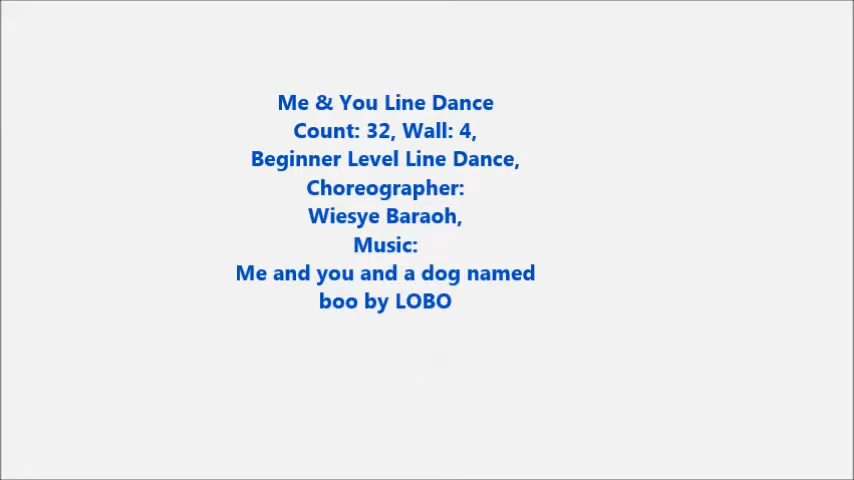 Me & You Line Dance
Count: 32, Wall: 4,
Beginner Level Line Dance,
Choreographer:
Wiesye Baraoh,
Music:
Me and you and a dog named
boo by LOBO